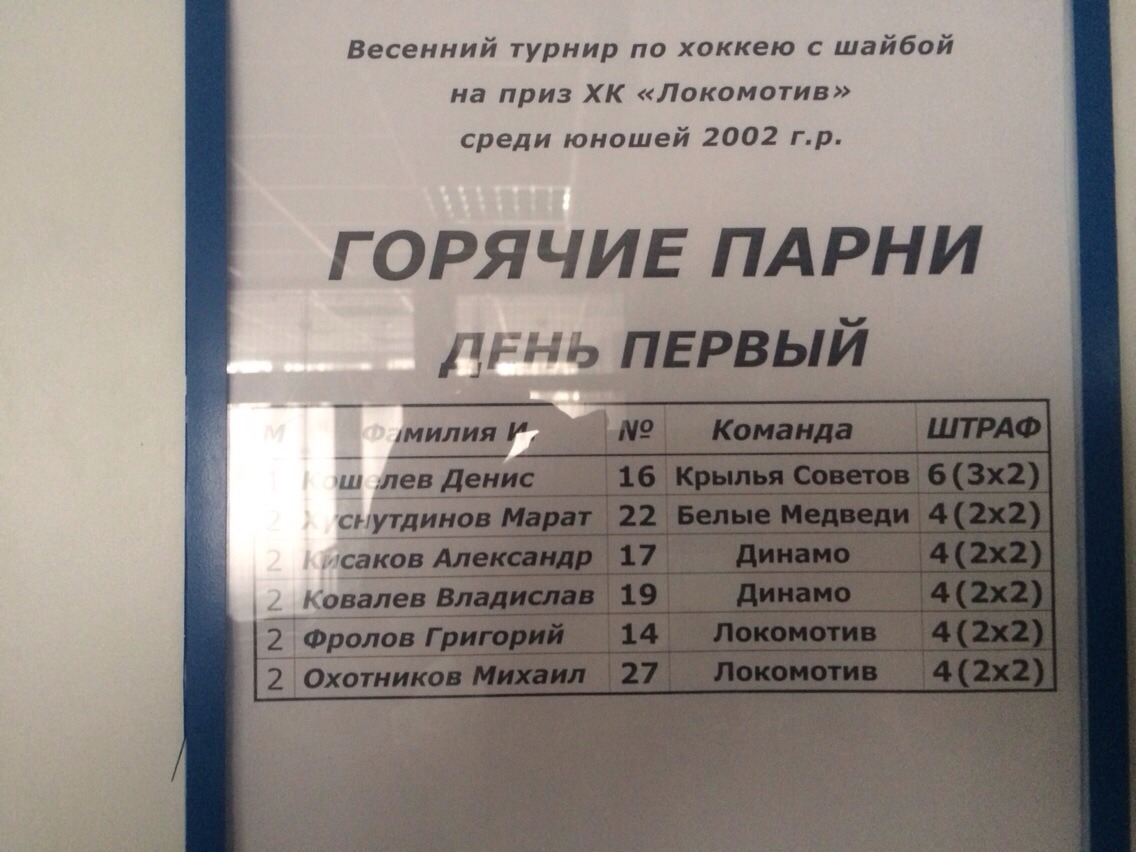 Весенний турнир по хоккею с шайбой
на приз ХК «Локомотив»
среди юношей 2002 г.р.
ГОРЯЧИЕ ПАРНИ
ДЕНЬ ПЕРВЫЙ
М Фамилия И. № Команда ШТРАФ
1 Кошелев Денис 16 Крылья Советов 6(3x2)
2 Хуснутдинов Марат 22 Белые Медведи 4(2x2)
2 Кисаков Александр 17 Динамо 4(2x2)
2 Ковалев Владислав 19 Динамо 4(2x2)
2 Фролов Григорий 14 Локомотив 4(2x2)
2 Охотников Михаил 27 Локомотив 4(2x2)